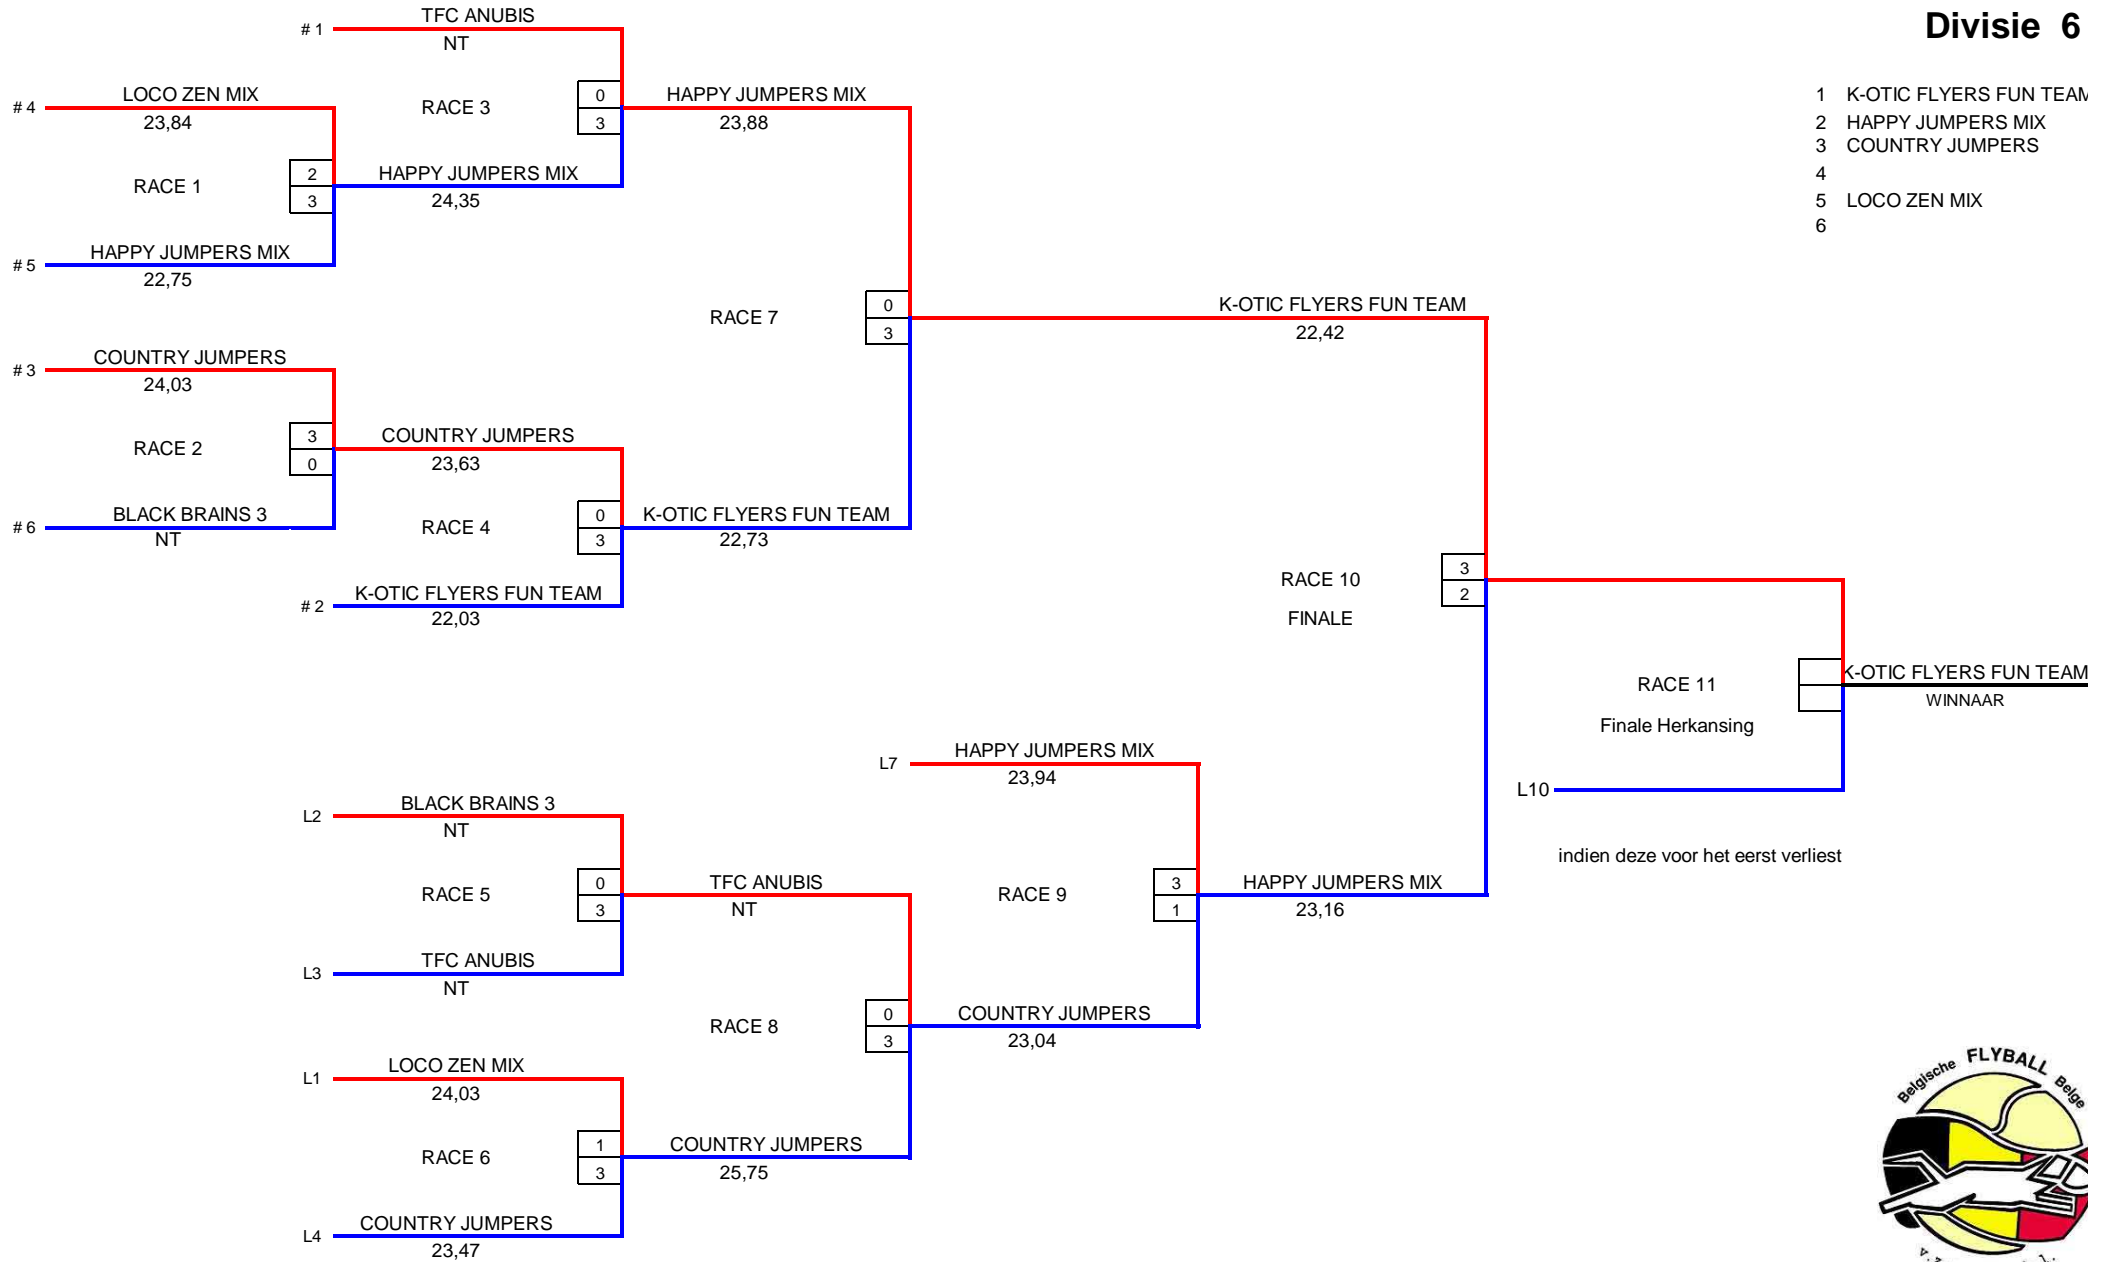 Divisie 6
1 K-OTIC FLYERS FUN TEAM
2 HAPPY JUMPERS MIX
3 COUNTRY JUMPERS
4
5 LOCO ZEN MIX
6
# 1
TFC ANUBIS
NT
# 4
LOCO ZEN MIX
23,84
RACE 3
0
3
HAPPY JUMPERS MIX
23,88
RACE 1
2
3
HAPPY JUMPERS MIX
24,35
# 5
HAPPY JUMPERS MIX
22,75
RACE 7
0
3
K-OTIC FLYERS FUN TEAM
22,42
# 3
COUNTRY JUMPERS
24,03
RACE 2
3
0
COUNTRY JUMPERS
23,63
# 6
BLACK BRAINS 3
NT
RACE 4
0
3
K-OTIC FLYERS FUN TEAM
22,73
# 2
K-OTIC FLYERS FUN TEAM
22,03
RACE 10
FINALE
3
2
RACE 11
Finale Herkansing
K-OTIC FLYERS FUN TEAM
WINNAAR
L7
HAPPY JUMPERS MIX
23,94
L10
indien deze voor het eerst verliest
L2
BLACK BRAINS 3
NT
RACE 5
0
3
TFC ANUBIS
NT
RACE 9
3
1
HAPPY JUMPERS MIX
23,16
L3
TFC ANUBIS
NT
RACE 8
0
3
COUNTRY JUMPERS
23,04
L1
LOCO ZEN MIX
24,03
RACE 6
1
3
COUNTRY JUMPERS
25,75
L4
COUNTRY JUMPERS
23,47
Belgische FLYBALL Belge